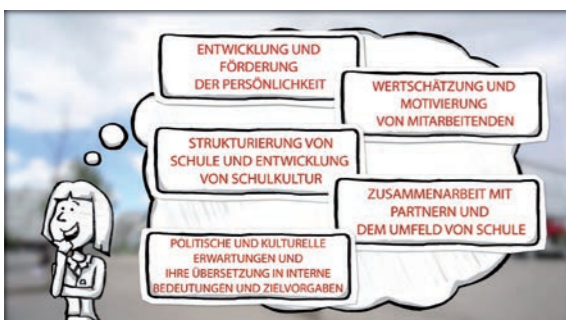 ENTWICKLUNG UND
FÖRDERUNG
DER PERSÖNLICHKEIT
WERTSCHÄTZUNG UND
MOTIVIERUNG
VON MITARBEITENDEN
STRUKTURIERUNG VON
SCHULE UND ENTWICKLUNG
VON SCHULKULTUR
ZUSAMMENARBEIT MIT
PARTNERN UND
DEM UMFELD VON SCHULE
POLITISCHE UND KULTURELLE
ERWARTUNGEN UND
IHRE ÜBERSETZUNG IN INTERNE
BEDEUTUNGEN UND ZIELVORGABEN